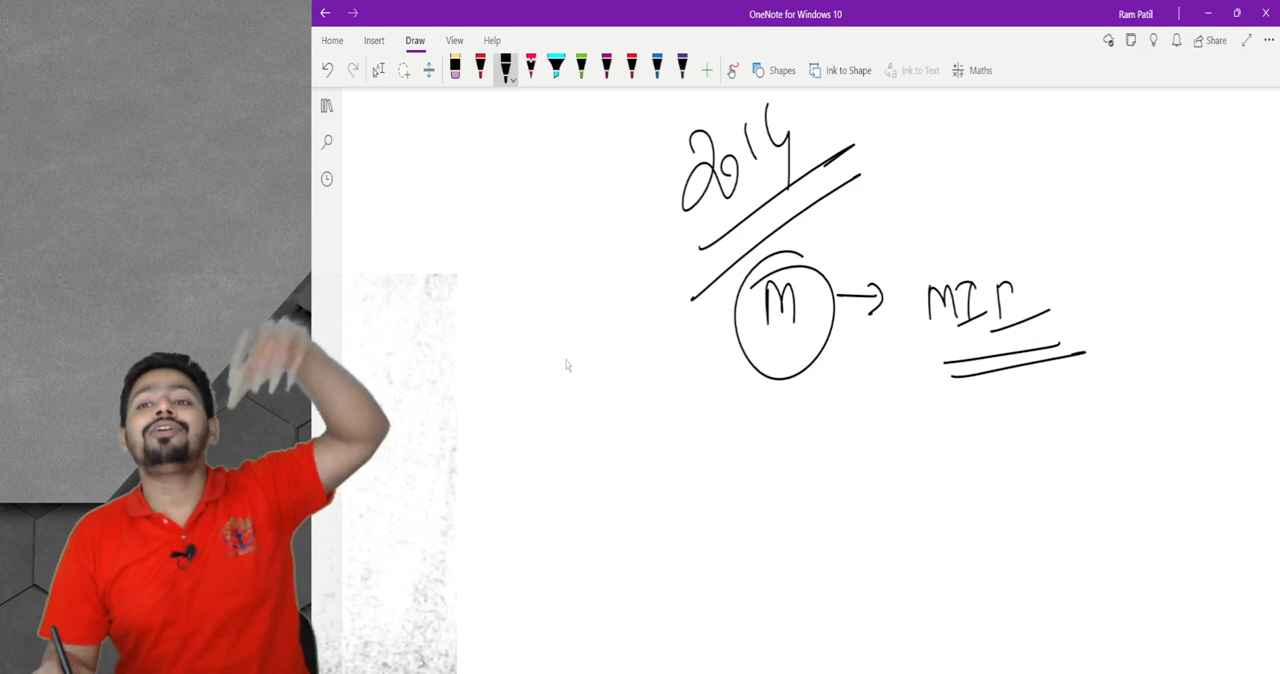 OneNote for Windows 10
Ram Patil
Home Insert Draw View Help
Share
Shapes
Ink to Shape
Ink to Text
Maths
2014
M →